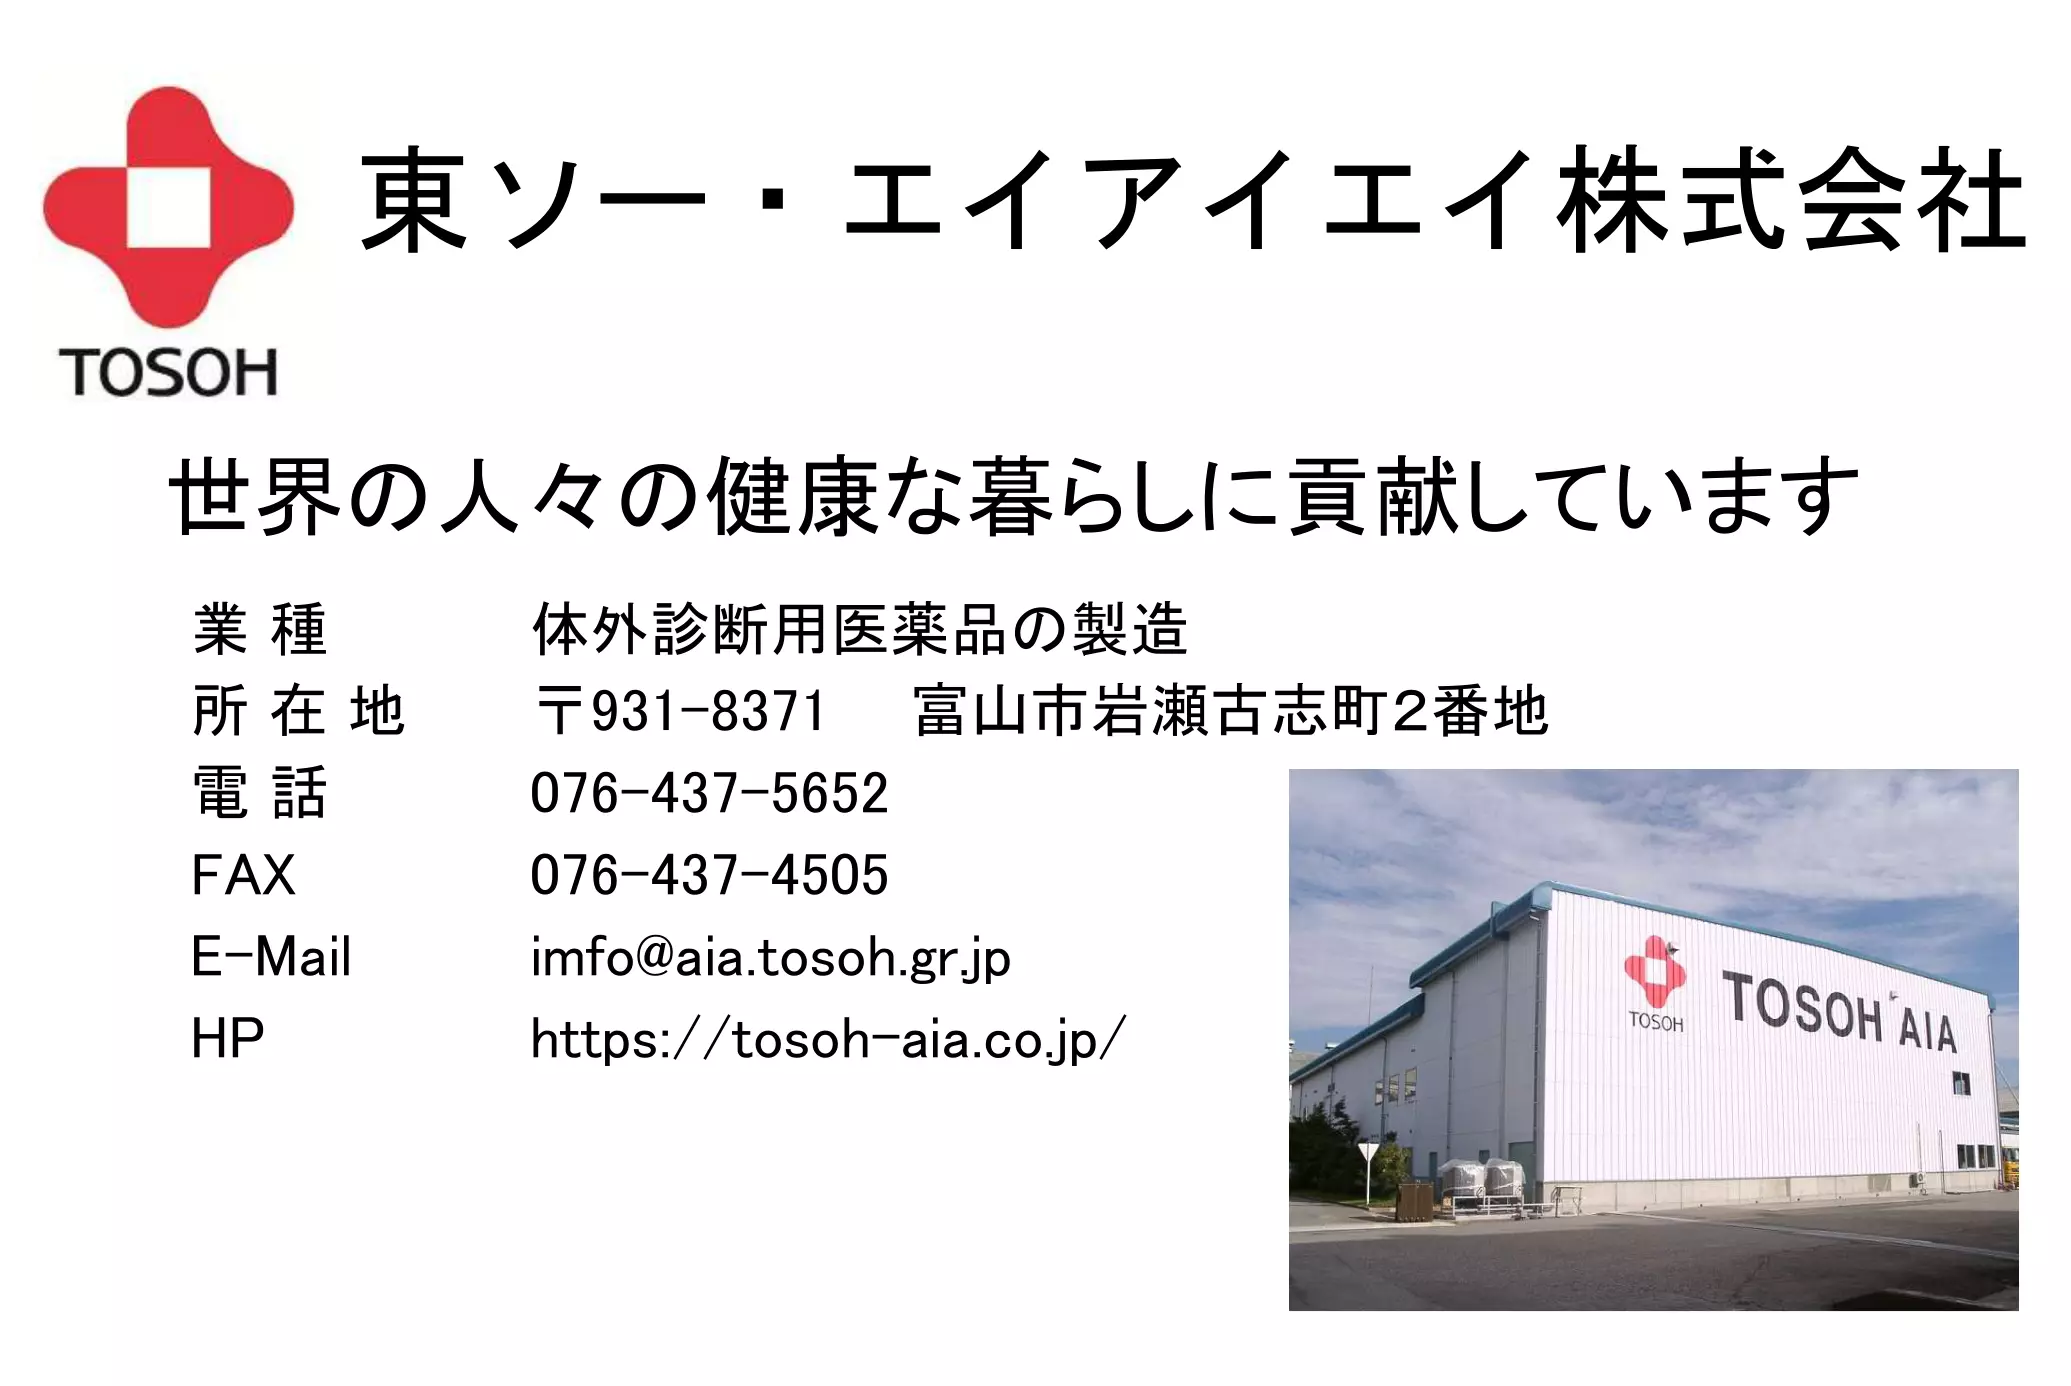 東ソー・エイアイエイ株式会社
TOSOH
世界の人々の健康な暮らしに貢献しています
業 種 体外診断用医薬品の製造
所 在 地 〒931-8371 富山市岩瀬古志町2番地
電 話 076-437-5652
FAX 076-437-4505
E-Mail imfo@aia.tosoh.gr.jp
HP https://tosoh-aia.co.jp/
TOSOH
TOSOH AIA